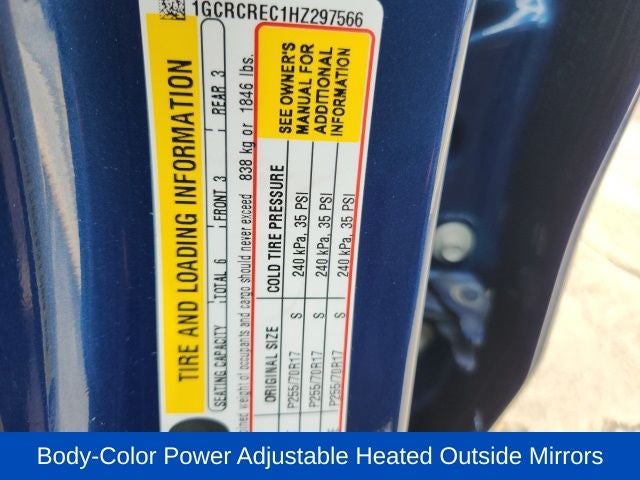 1GCRCREC1HZ297566
TIRE AND LOADING INFORMATION
SEATING CAPACITY TOTAL 6 FRONT 3 REAR 3
weight of occupants and cargo should never exceed 838 kg or 1846 lbs.
ORIGINAL SIZE COLD TIRE PRESSURE
P255/70R17 S 240 kPa, 35 PSI
P255/70R17 S 240 kPa, 35 PSI
P255/70R17 S 240 kPa, 35 PSI
SEE OWNER'S
MANUAL FOR
ADDITIONAL
INFORMATION
Body-Color Power Adjustable Heated Outside Mirrors